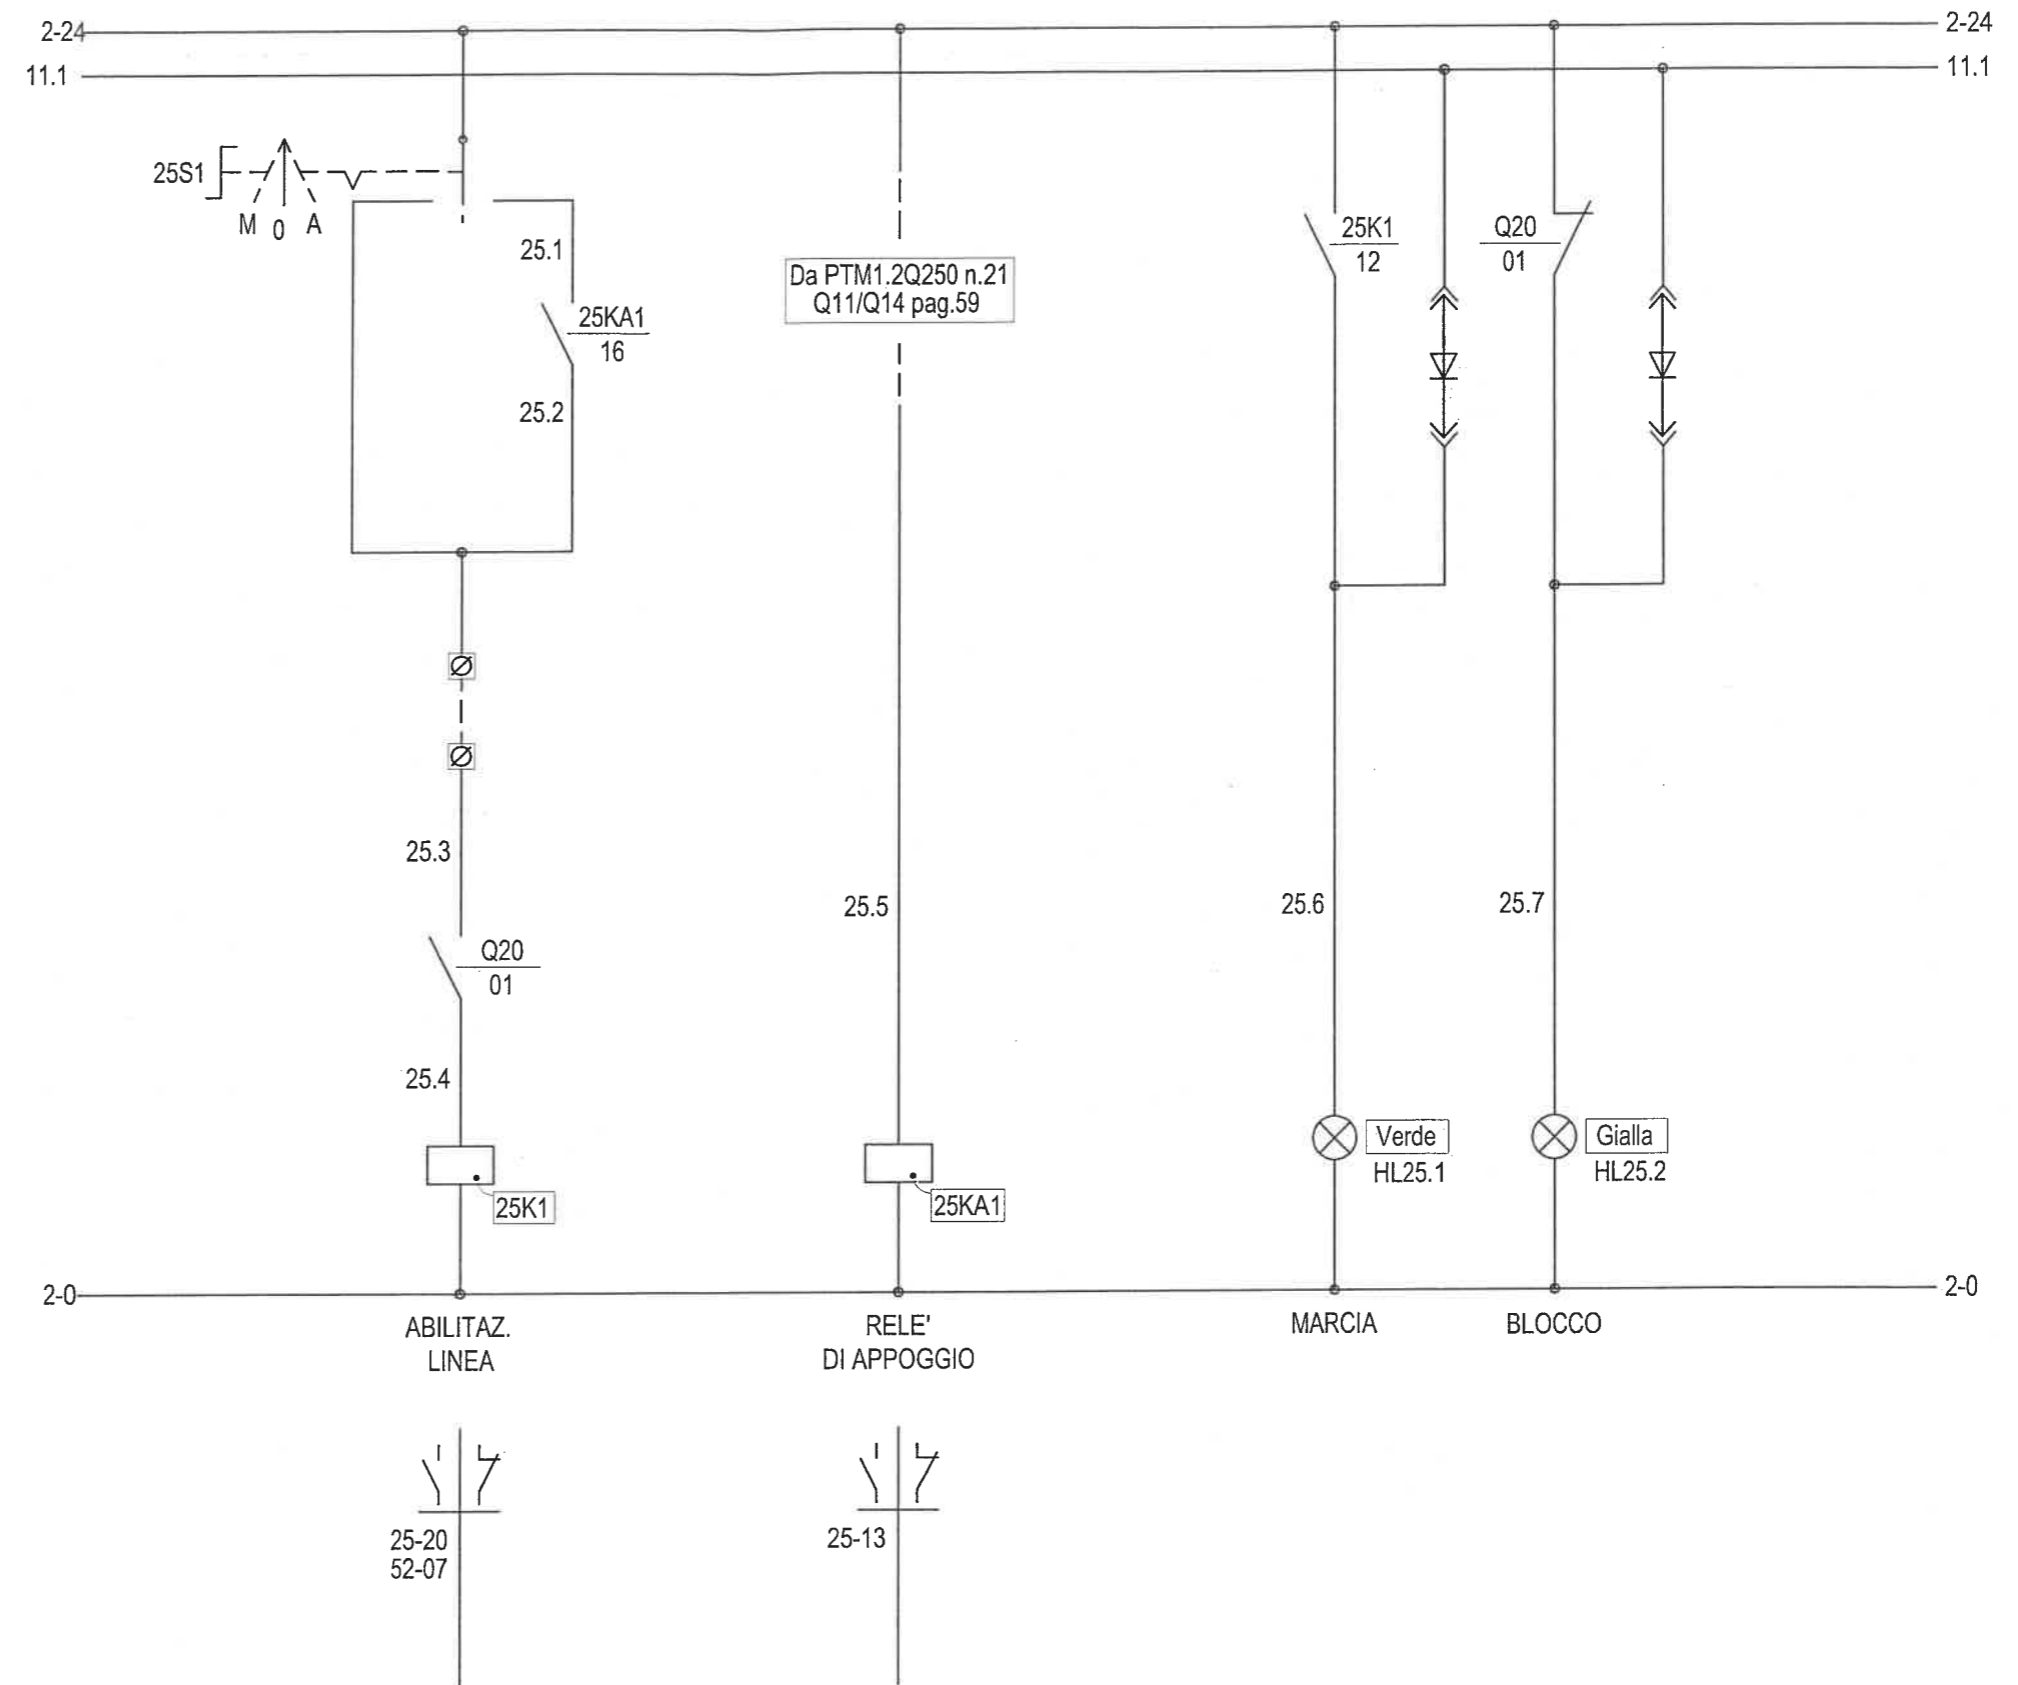 2-24
2-24
11.1
11.1
25S1
M 0 A
25.1
25KA1
16
25.2
Da PTM1.2Q250 n.21
Q11/Q14 pag.59
25K1
12
Q20
01
25.3
Q20
01
25.4
25K1
25.5
25KA1
25.6
25.7
Verde
HL25.1
Gialla
HL25.2
2-0
2-0
ABILITAZ.
LINEA
RELE'
DI APPOGGIO
MARCIA
BLOCCO
25-20
52-07
25-13